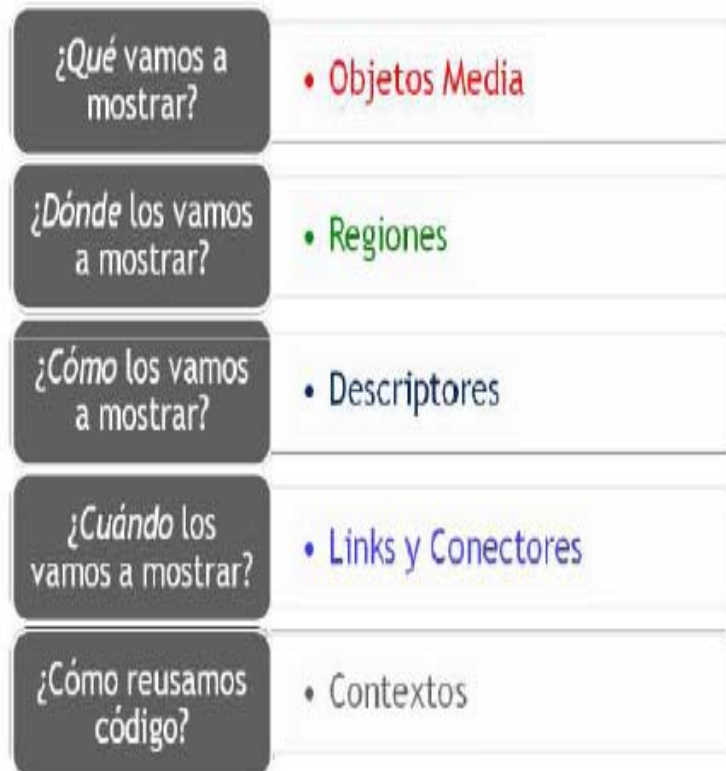 ¿Qué vamos a
mostrar?
• Objetos Media
¿Dónde los vamos
a mostrar?
• Regiones
¿Cómo los vamos
a mostrar?
• Descriptores
¿Cuándo los
vamos a mostrar?
• Links y Conectores
¿Cómo reusamos
código?
• Contextos